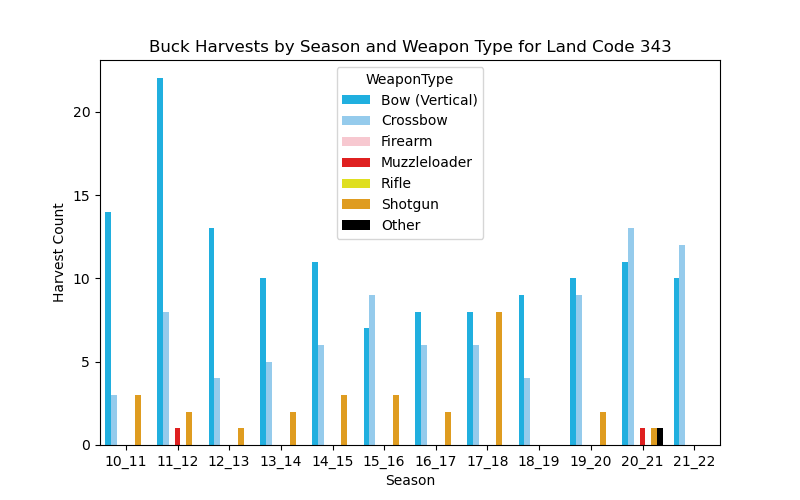 Buck Harvests by Season and Weapon Type for Land Code 343
WeaponType
Bow (Vertical)
Crossbow
Firearm
Muzzleloader
Rifle
Shotgun
Other
Harvest Count
20
15
10
5
0
10_11 11_12 12_13 13_14 14_15 15_16 16_17 17_18 18_19 19_20 20_21 21_22
Season